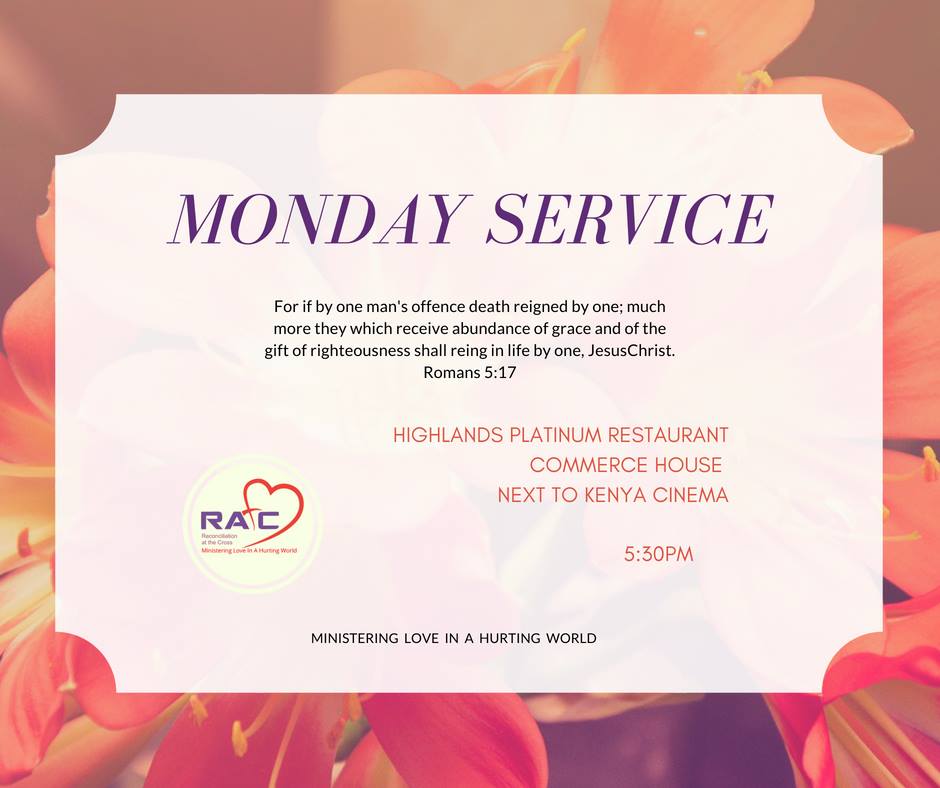 MONDAY SERVICE
For if by one man's offence death reigned by one; much
more they which receive abundance of grace and of the
gift of righteousness shall reing in life by one, JesusChrist.
Romans 5:17
HIGHLANDS PLATINUM RESTAURANT
COMMERCE HOUSE
NEXT TO KENYA CINEMA
5:30PM
RATC
Reconciliation
at the Cross
Ministering Love In A Hurting World
MINISTERING LOVE IN A HURTING WORLD